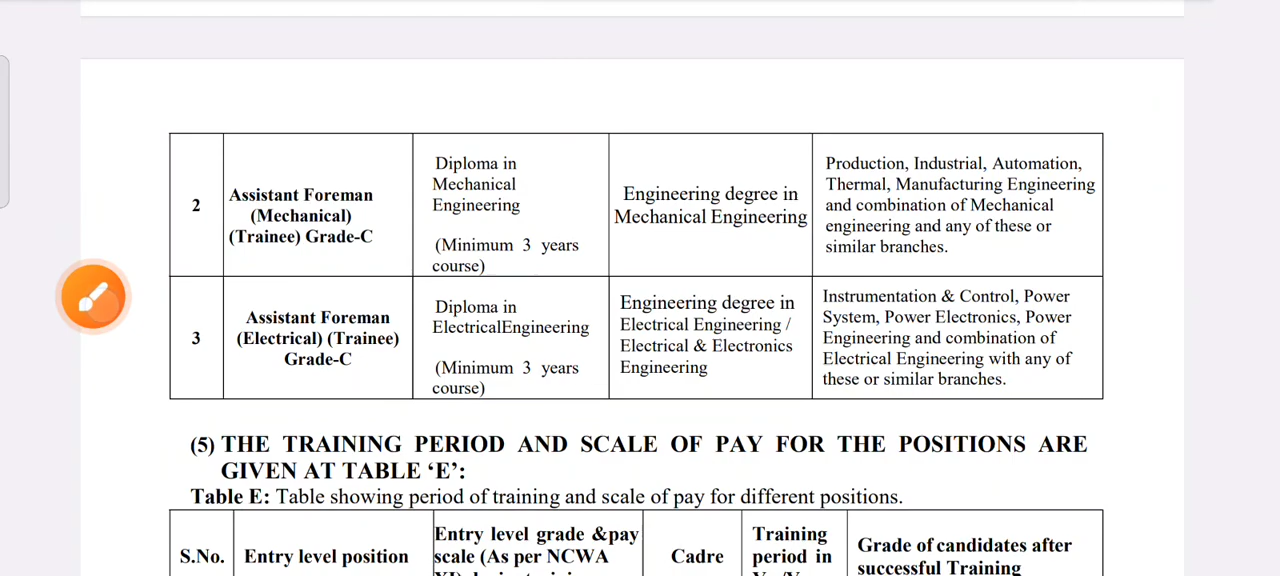 2
Assistant Foreman
(Mechanical)
(Trainee) Grade-C
Diploma in
Mechanical
Engineering
(Minimum 3 years
course)
Engineering degree in
Mechanical Engineering
Production, Industrial, Automation,
Thermal, Manufacturing Engineering
and combination of Mechanical
engineering and any of these or
similar branches.
3
Assistant Foreman
(Electrical) (Trainee)
Grade-C
Diploma in
ElectricalEngineering
(Minimum 3 years
course)
Engineering degree in
Electrical Engineering /
Electrical & Electronics
Engineering
Instrumentation & Control, Power
System, Power Electronics, Power
Engineering and combination of
Electrical Engineering with any of
these or similar branches.
(5) THE TRAINING PERIOD AND SCALE OF PAY FOR THE POSITIONS ARE
GIVEN AT TABLE ‘E’:
Table E: Table showing period of training and scale of pay for different positions.
S.No.
Entry level position
Entry level grade &pay
scale (As per NCWA
Cadre
Training
period in
Grade of candidates after
successful Training